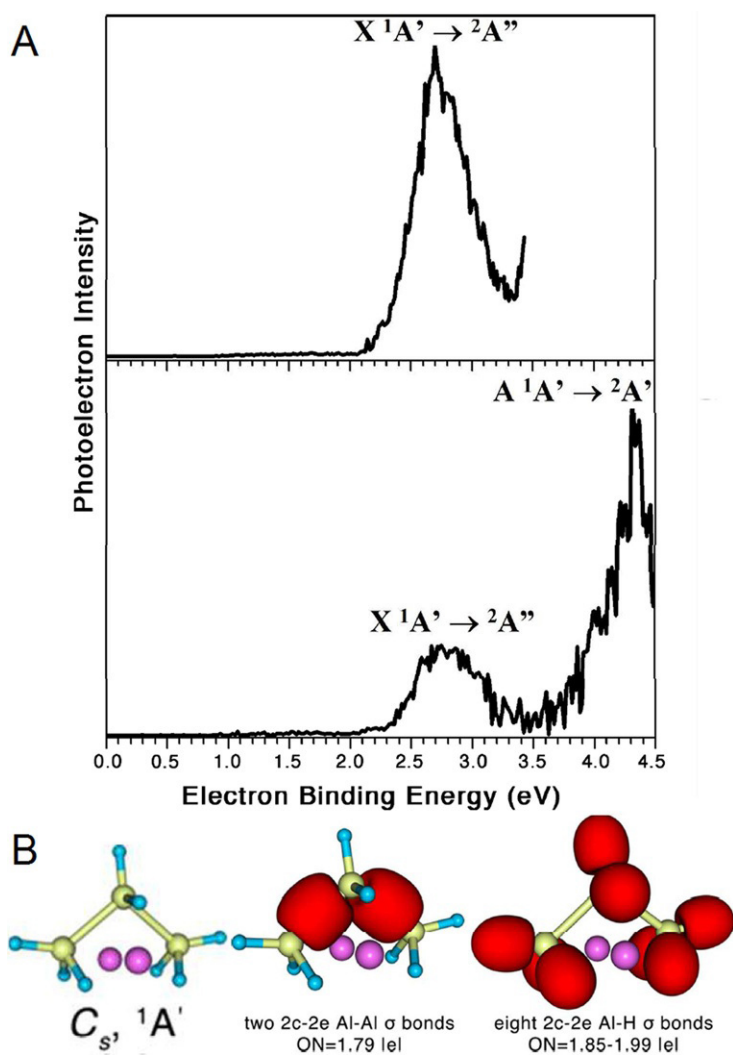 A
X ¹A' → ²A''
Photoelectron Intensity
A ¹A' → ²A'
X ¹A' → ²A''
0.0 0.5 1.0 1.5 2.0 2.5 3.0 3.5 4.0 4.5
Electron Binding Energy (eV)
B
Cₛ, ¹A'
two 2c-2e Al-Al σ bonds
ON=1.79 lel
eight 2c-2e Al-H σ bonds
ON=1.85-1.99 lel